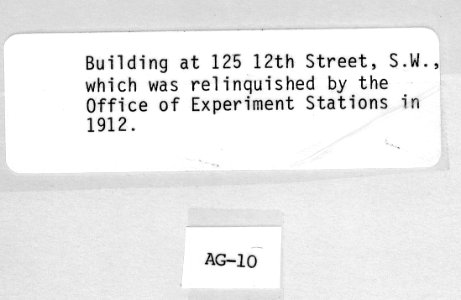 Building at 125 12th Street, S.W.,
which was relinquished by the
Office of Experiment Stations in
1912.
AG-10